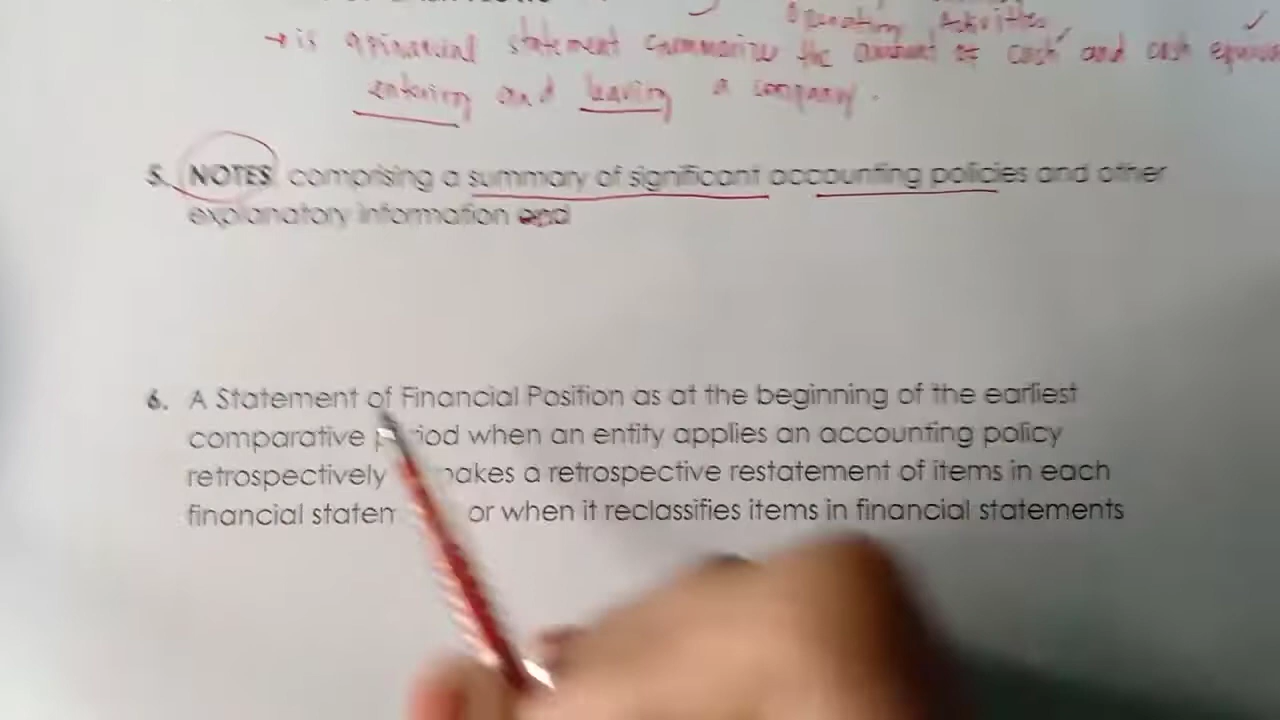 Operating Activities
→ is a financial statement summarize the amount of cash and cash
entering and leaving a company.
5. NOTES comprising a summary of significant accounting policies and other
explanatory information and
6. A Statement of Financial Position as at the beginning of the earliest
comparative when an entity applies an accounting policy
retrospectively a retrospective restatement of items in each
financial or when it reclassifies items in financial statements